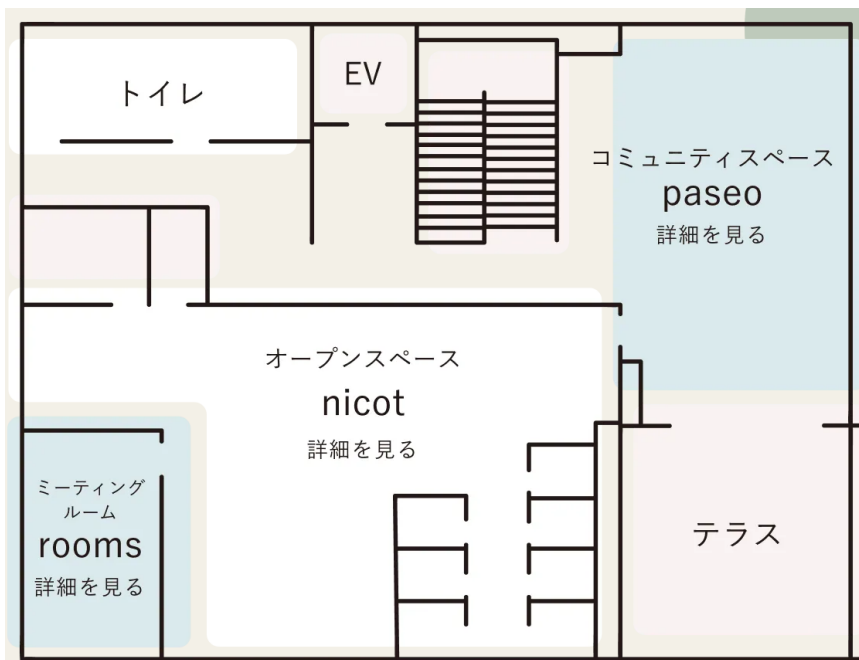 トイレ
EV
コミュニティスペース
paseo
詳細を見る
オープンスペース
nicot
詳細を見る
ミーティング
ルーム
rooms
詳細を見る
テラス